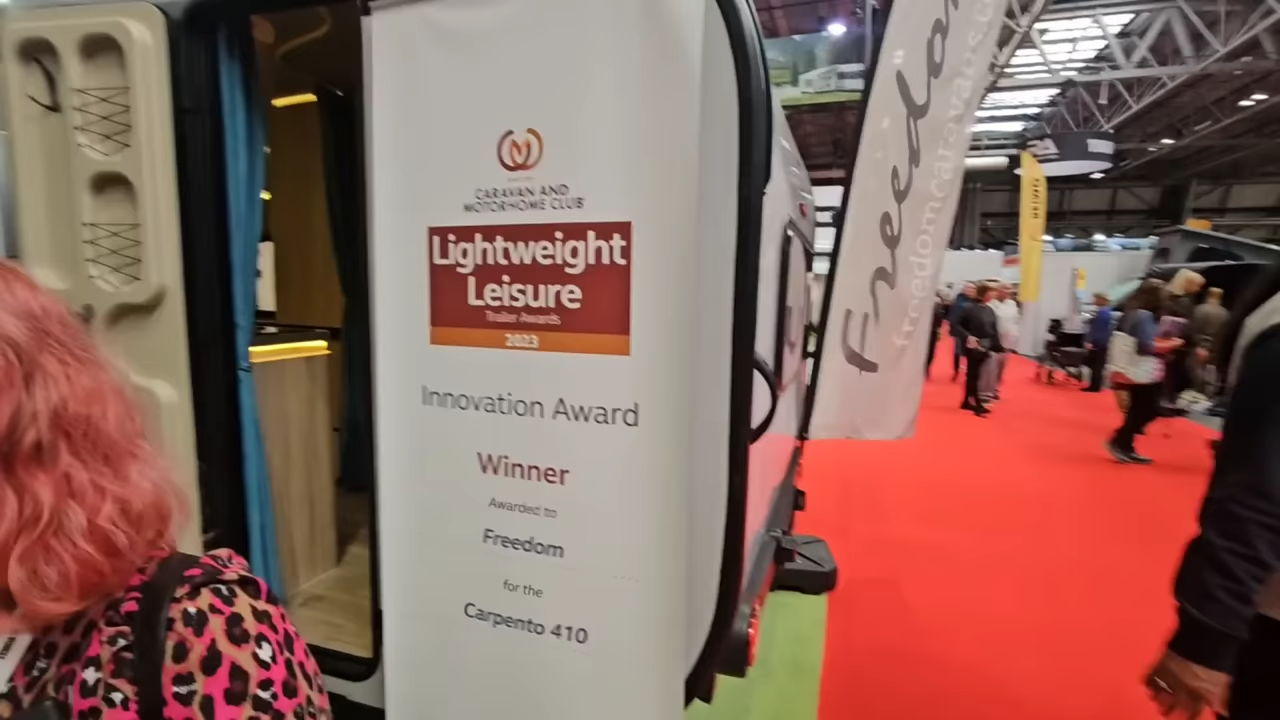 CARAVAN AND
MOTORHOME CLUB
Lightweight
Leisure
Trailer Awards
2023
Innovation Award
Winner
Awarded to
Freedom
for the
Carpento 410
Freedom
freedomcaravans.c